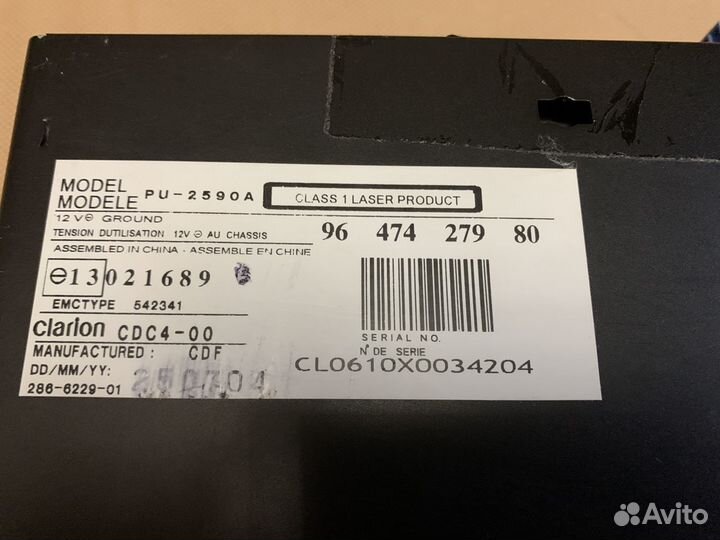 MODEL
MODELE PU-2590A CLASS 1 LASER PRODUCT
12 V⊖ GROUND
TENSION DUTILISATION 12V ⊖ AU CHASSIS
ASSEMBLED IN CHINA - ASSEMBLE EN CHINE
96 474 279 80
e13 021689
EMCTYPE 542341
clarion CDC4-00
MANUFACTURED : CDF
DD/MM/YY: 250704
286-6229-01
SERIAL NO.
N° DE SERIE
CL0610X0034204
Avito